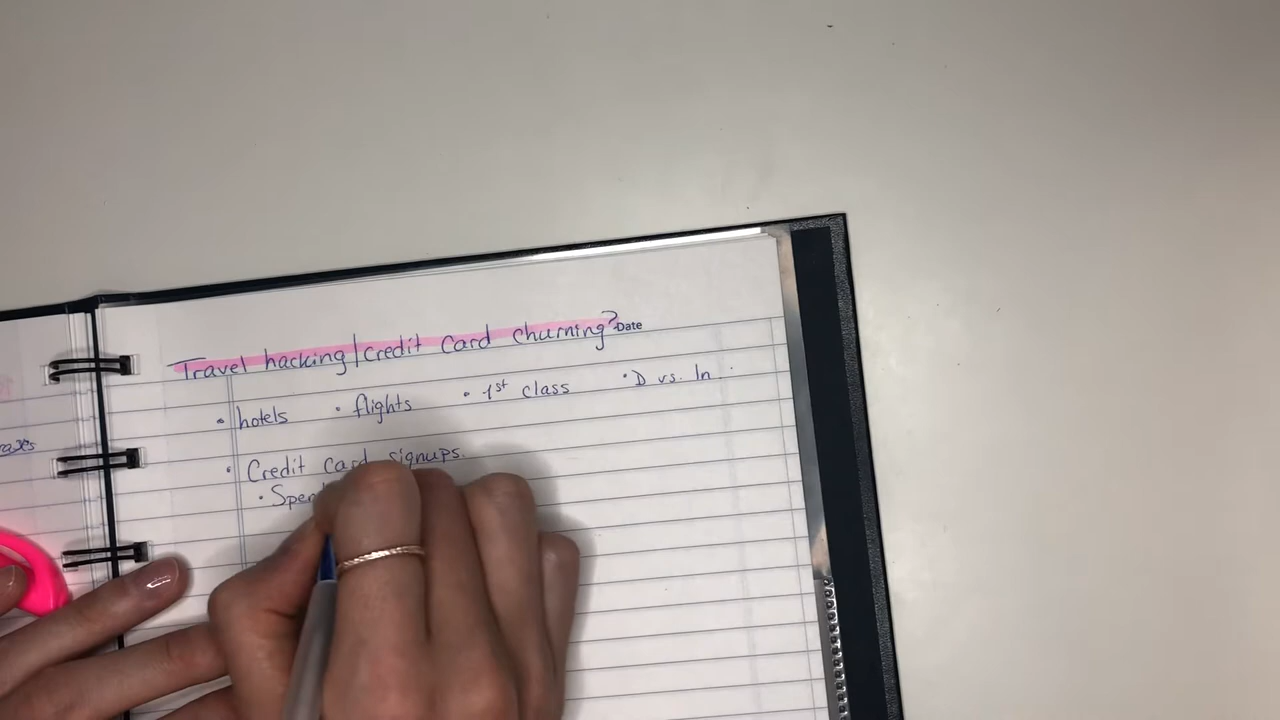 Travel hacking/credit card churning?
Date
• hotels • flights • 1st class • D vs. In
• Credit card signups.